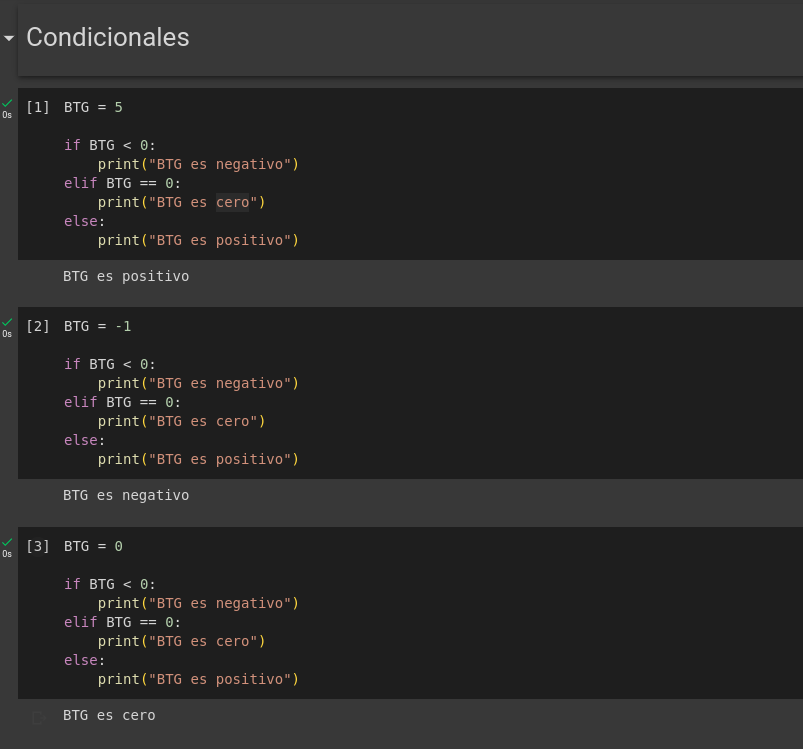 Condicionales
0s
[1] BTG = 5
if BTG < 0:
    print("BTG es negativo")
elif BTG == 0:
    print("BTG es cero")
else:
    print("BTG es positivo")
BTG es positivo
0s
[2] BTG = -1
if BTG < 0:
    print("BTG es negativo")
elif BTG == 0:
    print("BTG es cero")
else:
    print("BTG es positivo")
BTG es negativo
0s
[3] BTG = 0
if BTG < 0:
    print("BTG es negativo")
elif BTG == 0:
    print("BTG es cero")
else:
    print("BTG es positivo")
BTG es cero